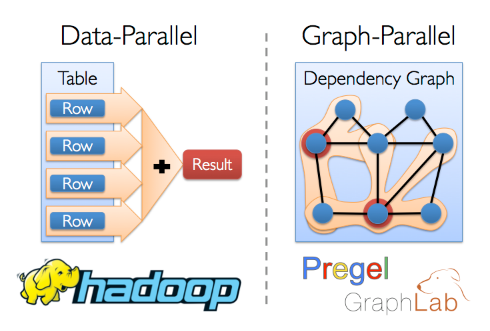 Data-Parallel
Table
Row
Row
Row
Row
+
Result
hadoop
Graph-Parallel
Dependency Graph
Pregel
GraphLab